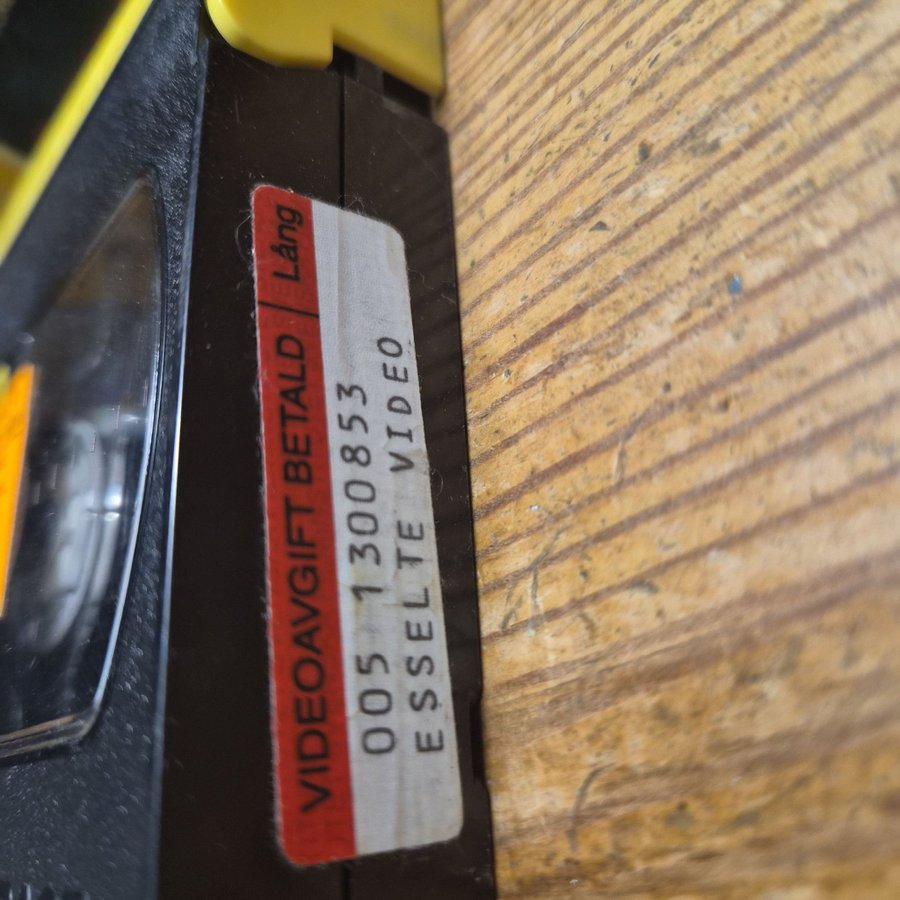 VIDEOAVGIFT BETALD | Lång
005 1300853
ESSELTE VIDEO